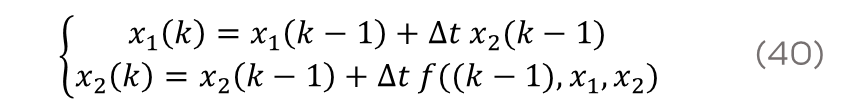 x₁(k) = x₁(k − 1) + Δt x₂(k − 1)
x₂(k) = x₂(k − 1) + Δt f((k − 1), x₁, x₂)
(40)